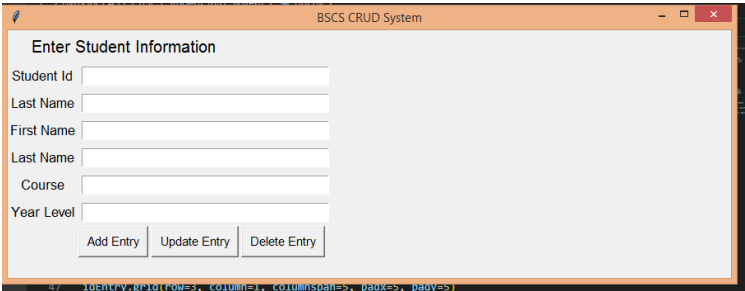 BSCS CRUD System
Enter Student Information
Student Id
Last Name
First Name
Last Name
Course
Year Level
Add Entry Update Entry Delete Entry
47 idEntry.grid(row=3, column=1, columnspan=5, padx=5, pady=5)